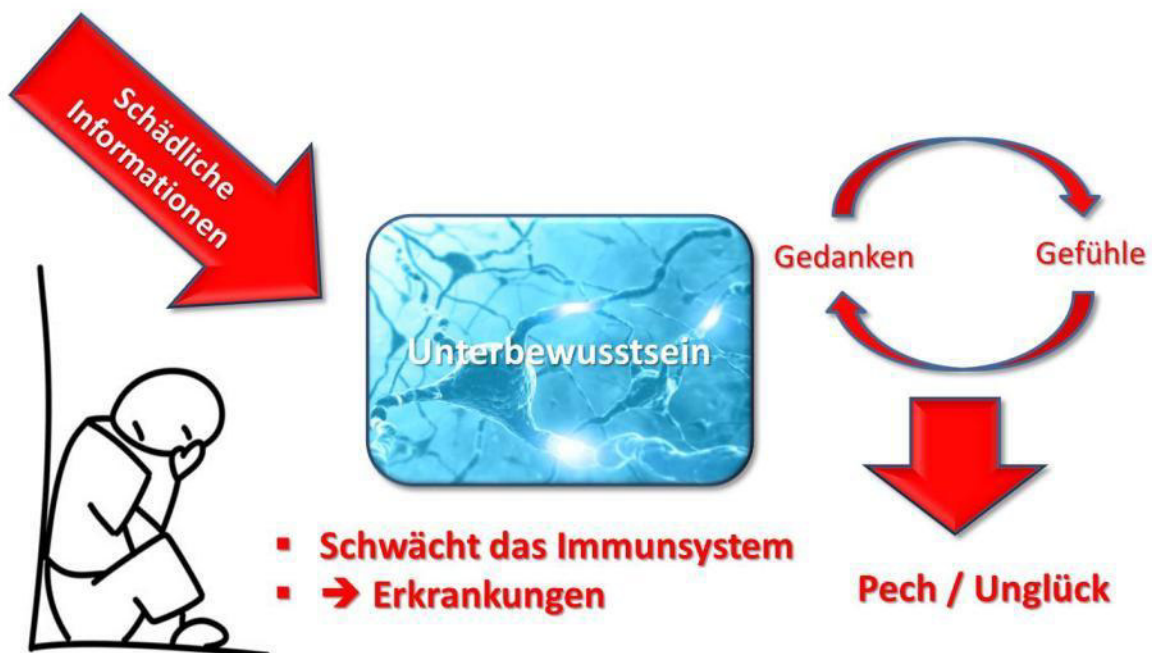 Schädliche
Informationen
Gedanken
Gefühle
Unterbewusstsein
▪ Schwächt das Immunsystem
▪ ➔ Erkrankungen
Pech / Unglück